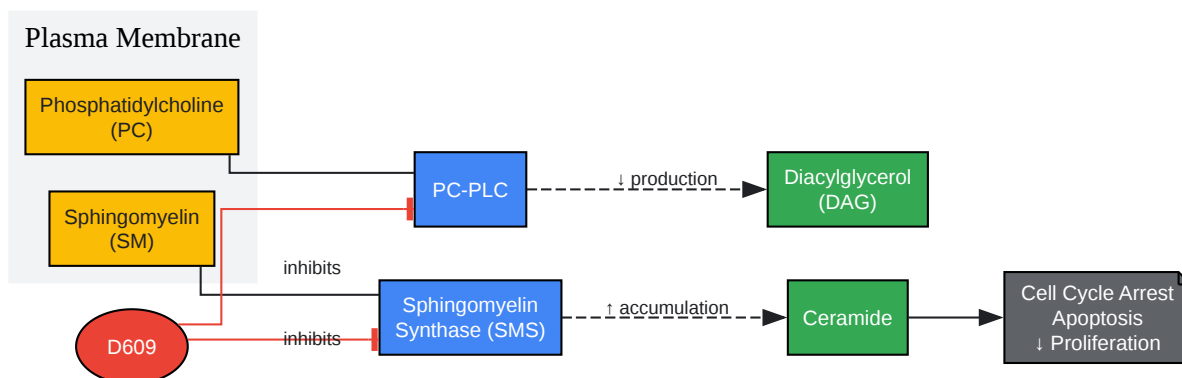 Plasma Membrane
Phosphatidylcholine
(PC)
Sphingomyelin
(SM)
PC-PLC
↓ production
Diacylglycerol
(DAG)
inhibits
Sphingomyelin
Synthase (SMS)
↑ accumulation
Ceramide
Cell Cycle Arrest
Apoptosis
↓ Proliferation
D609
inhibits